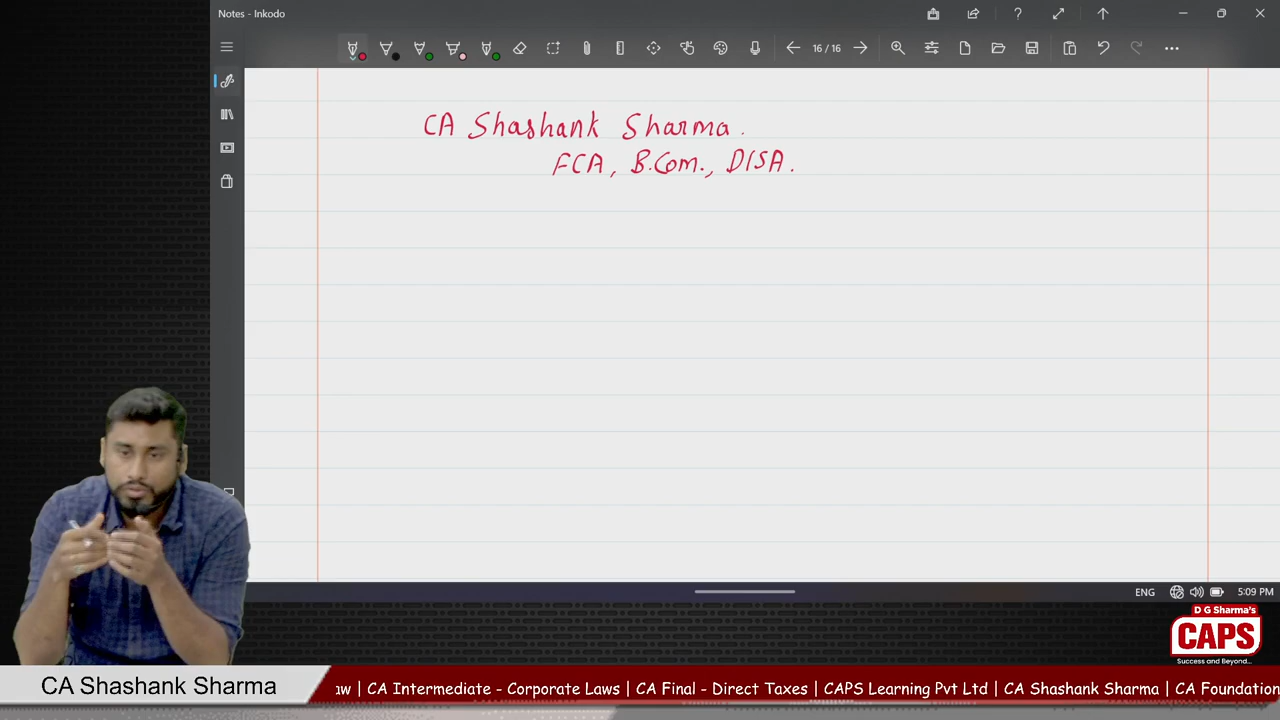 Notes - Inkodo
16 / 16
CA Shashank Sharma.
FCA, B.Com., DISA.
ENG
5:09 PM
D G Sharma's
CAPS
Success and Beyond...
CA Shashank Sharma
aw | CA Intermediate - Corporate Laws | CA Final - Direct Taxes | CAPS Learning Pvt Ltd | CA Shashank Sharma | CA Foundation